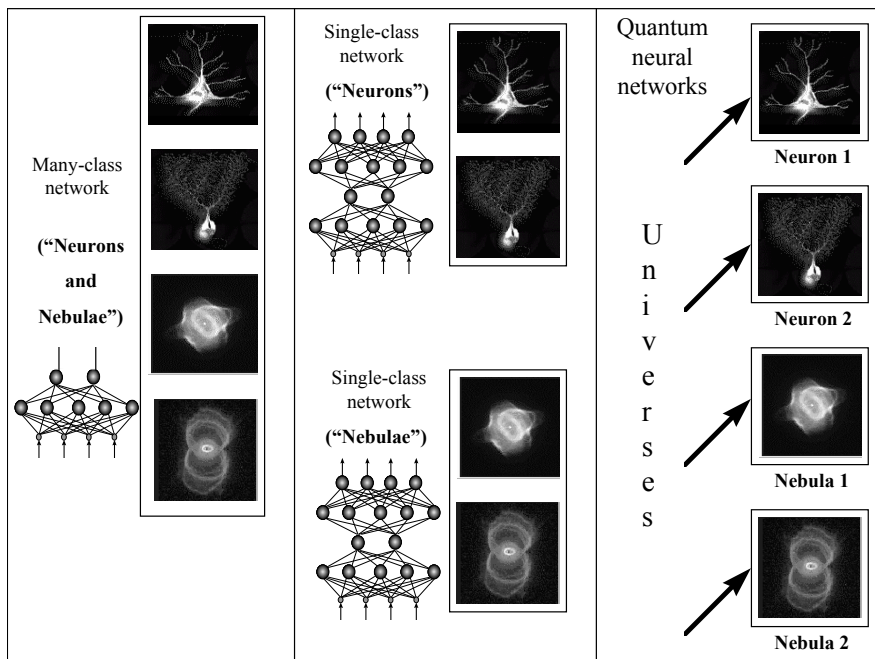 Many-class
network
(“Neurons
and
Nebulae”)
Single-class
network
(“Neurons”)
Single-class
network
(“Nebulae”)
Quantum
neural
networks
Universes
Neuron 1
Neuron 2
Nebula 1
Nebula 2